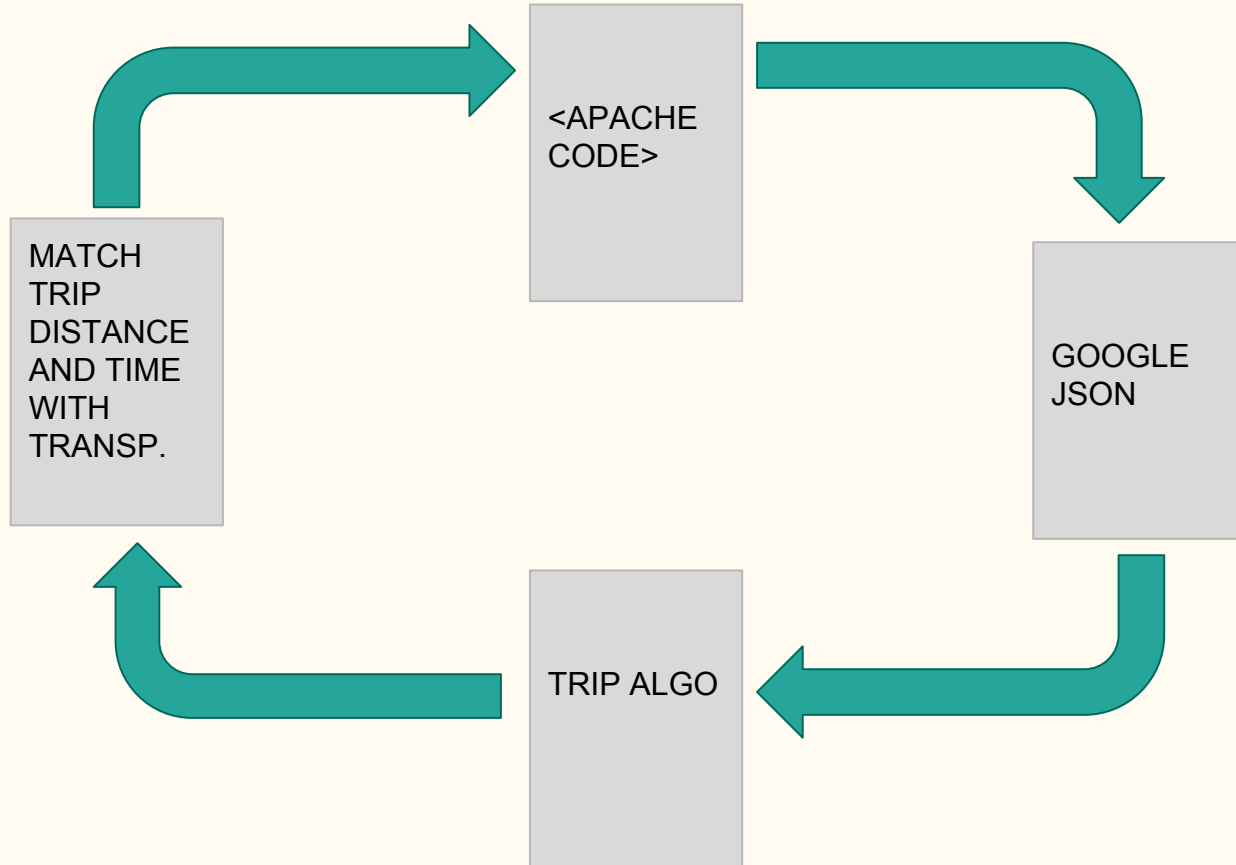 <APACHE
CODE>
MATCH
TRIP
DISTANCE
AND TIME
WITH
TRANSP.
GOOGLE
JSON
TRIP ALGO